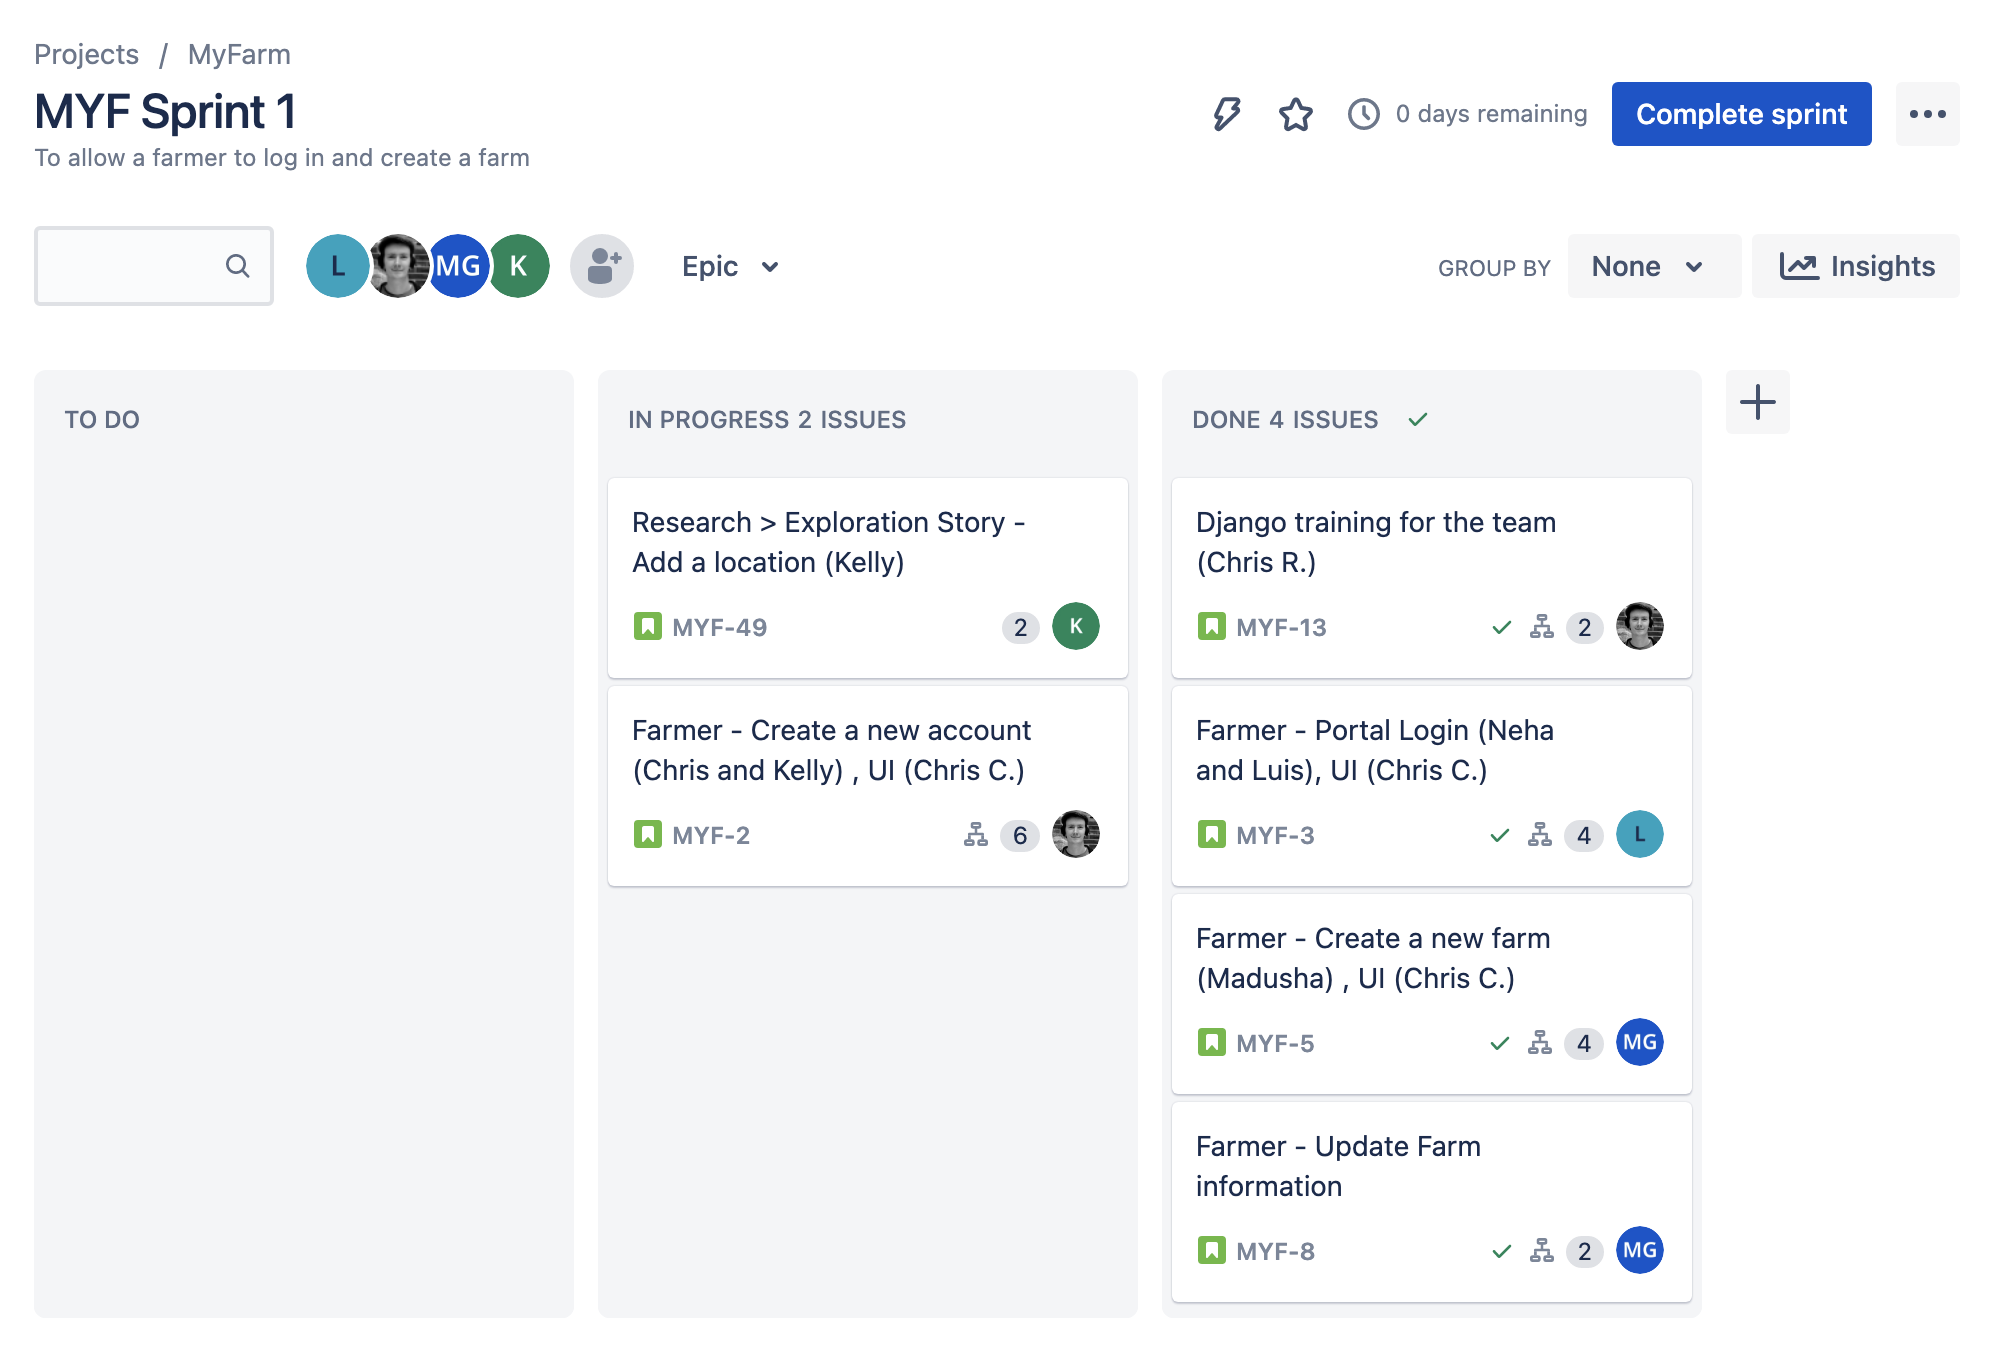 Projects / MyFarm
MYF Sprint 1
To allow a farmer to log in and create a farm
0 days remaining
Complete sprint
L
MG
K
Epic
GROUP BY
None
Insights
TO DO
IN PROGRESS 2 ISSUES
Research > Exploration Story -
Add a location (Kelly)
MYF-49
2
K
Farmer - Create a new account
(Chris and Kelly) , UI (Chris C.)
MYF-2
6
DONE 4 ISSUES
Django training for the team
(Chris R.)
MYF-13
2
Farmer - Portal Login (Neha
and Luis), UI (Chris C.)
MYF-3
4
L
Farmer - Create a new farm
(Madusha) , UI (Chris C.)
MYF-5
4
MG
Farmer - Update Farm
information
MYF-8
2
MG